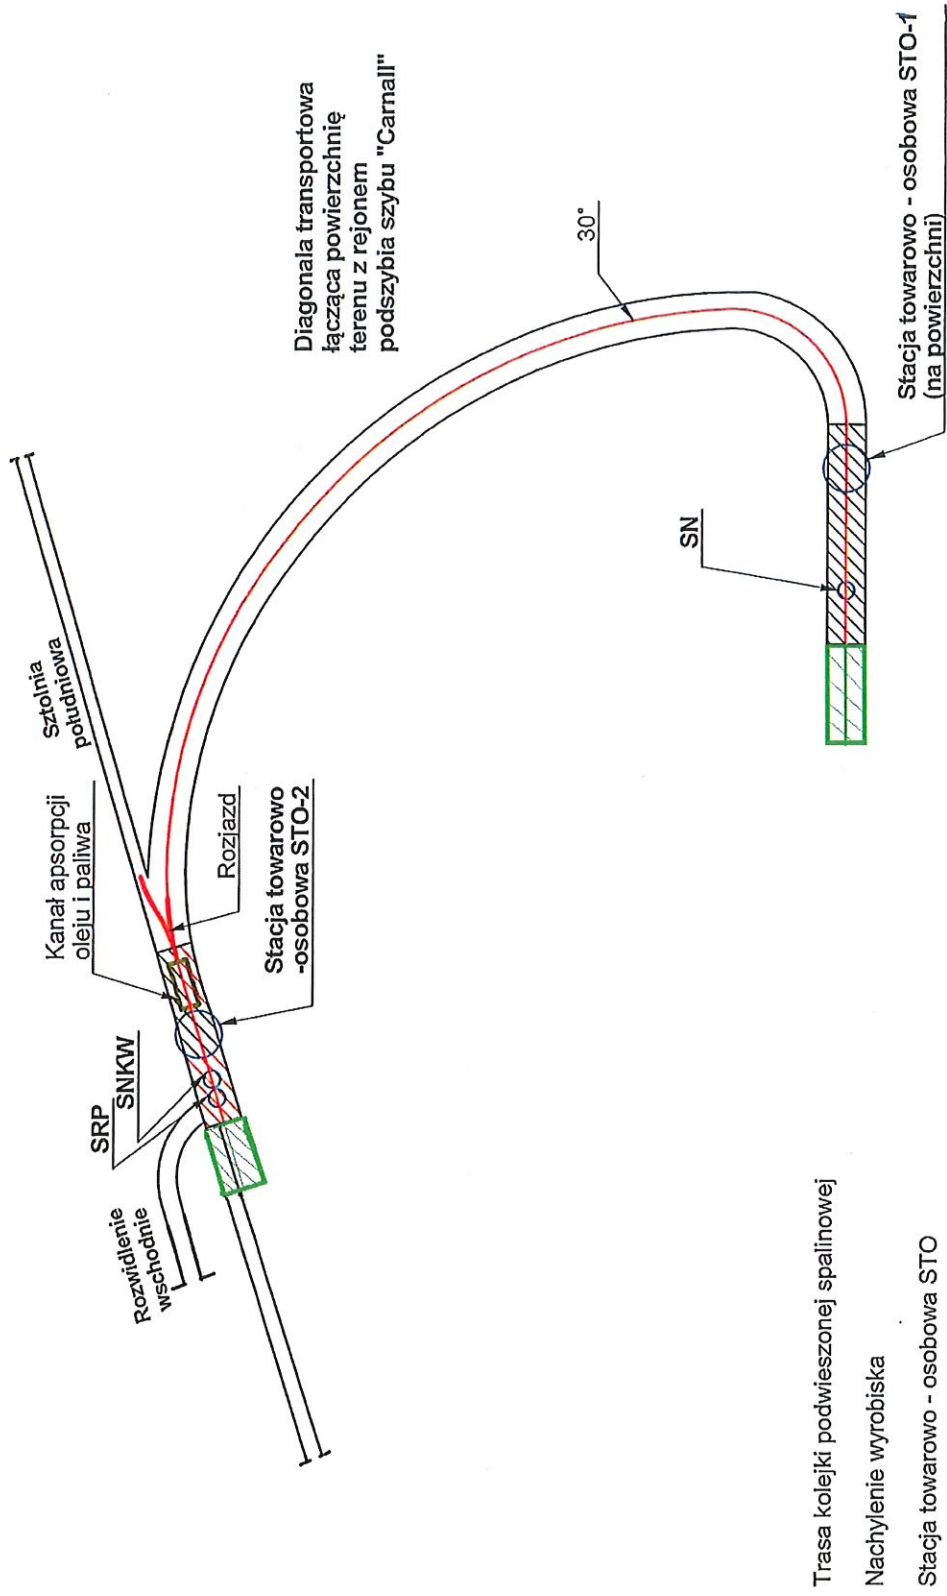 Diagonala transportowa
łącząca powierzchnię
terenu z rejonem
podszybia szybu "Carnall"
Sztolnia
południowa
Kanał apsorpcji
oleju i paliwa
Rozjazd
Stacja towarowo
-osobowa STO-2
SRP
SNKW
Rozwidlenie
wschodnie
30°
SN
Stacja towarowo - osobowa STO-1
(na powierzchni)
Trasa kolejki podwieszonej spalinowej
Nachylenie wyrobiska
Stacja towarowo - osobowa STO